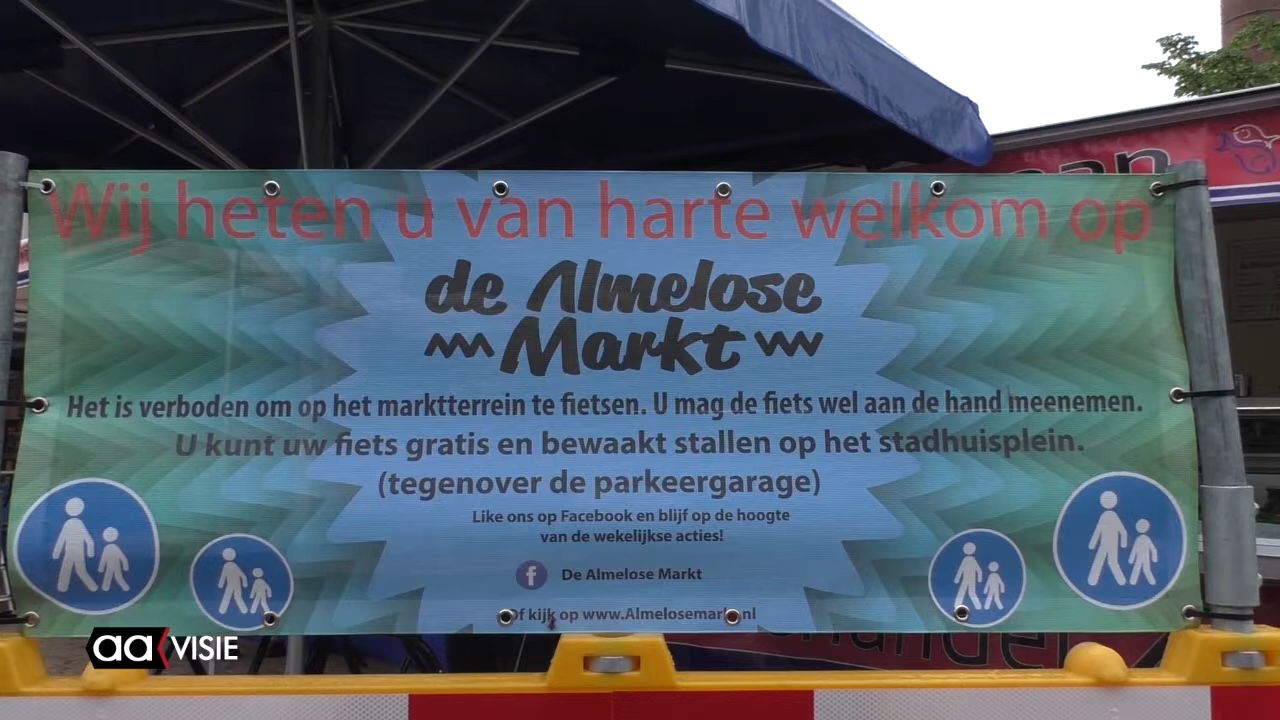 Wij heten u van harte welkom op
de Almelose
Markt
Het is verboden om op het marktterrein te fietsen. U mag de fiets wel aan de hand meenemen.
U kunt uw fiets gratis en bewaakt stallen op het stadhuisplein.
(tegenover de parkeergarage)
Like ons op Facebook en blijf op de hoogte
van de wekelijkse acties!
f De Almelose Markt
Of kijk op www.Almelosemarkt.nl
aa VISIE